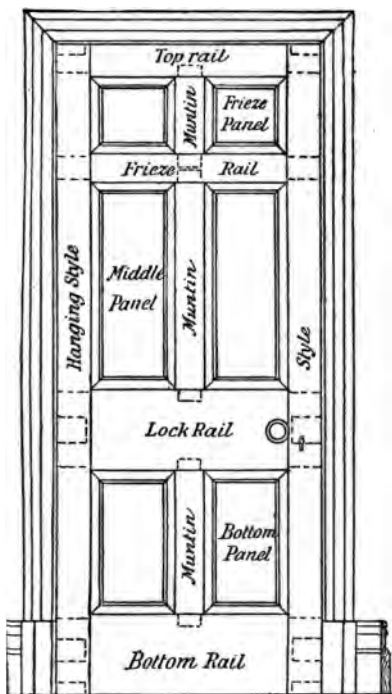 Top rail
Muntin
Frieze
Panel
Frieze Rail
Hanging Style
Middle
Panel
Muntin
Style
Lock Rail
Muntin
Bottom
Panel
Bottom Rail